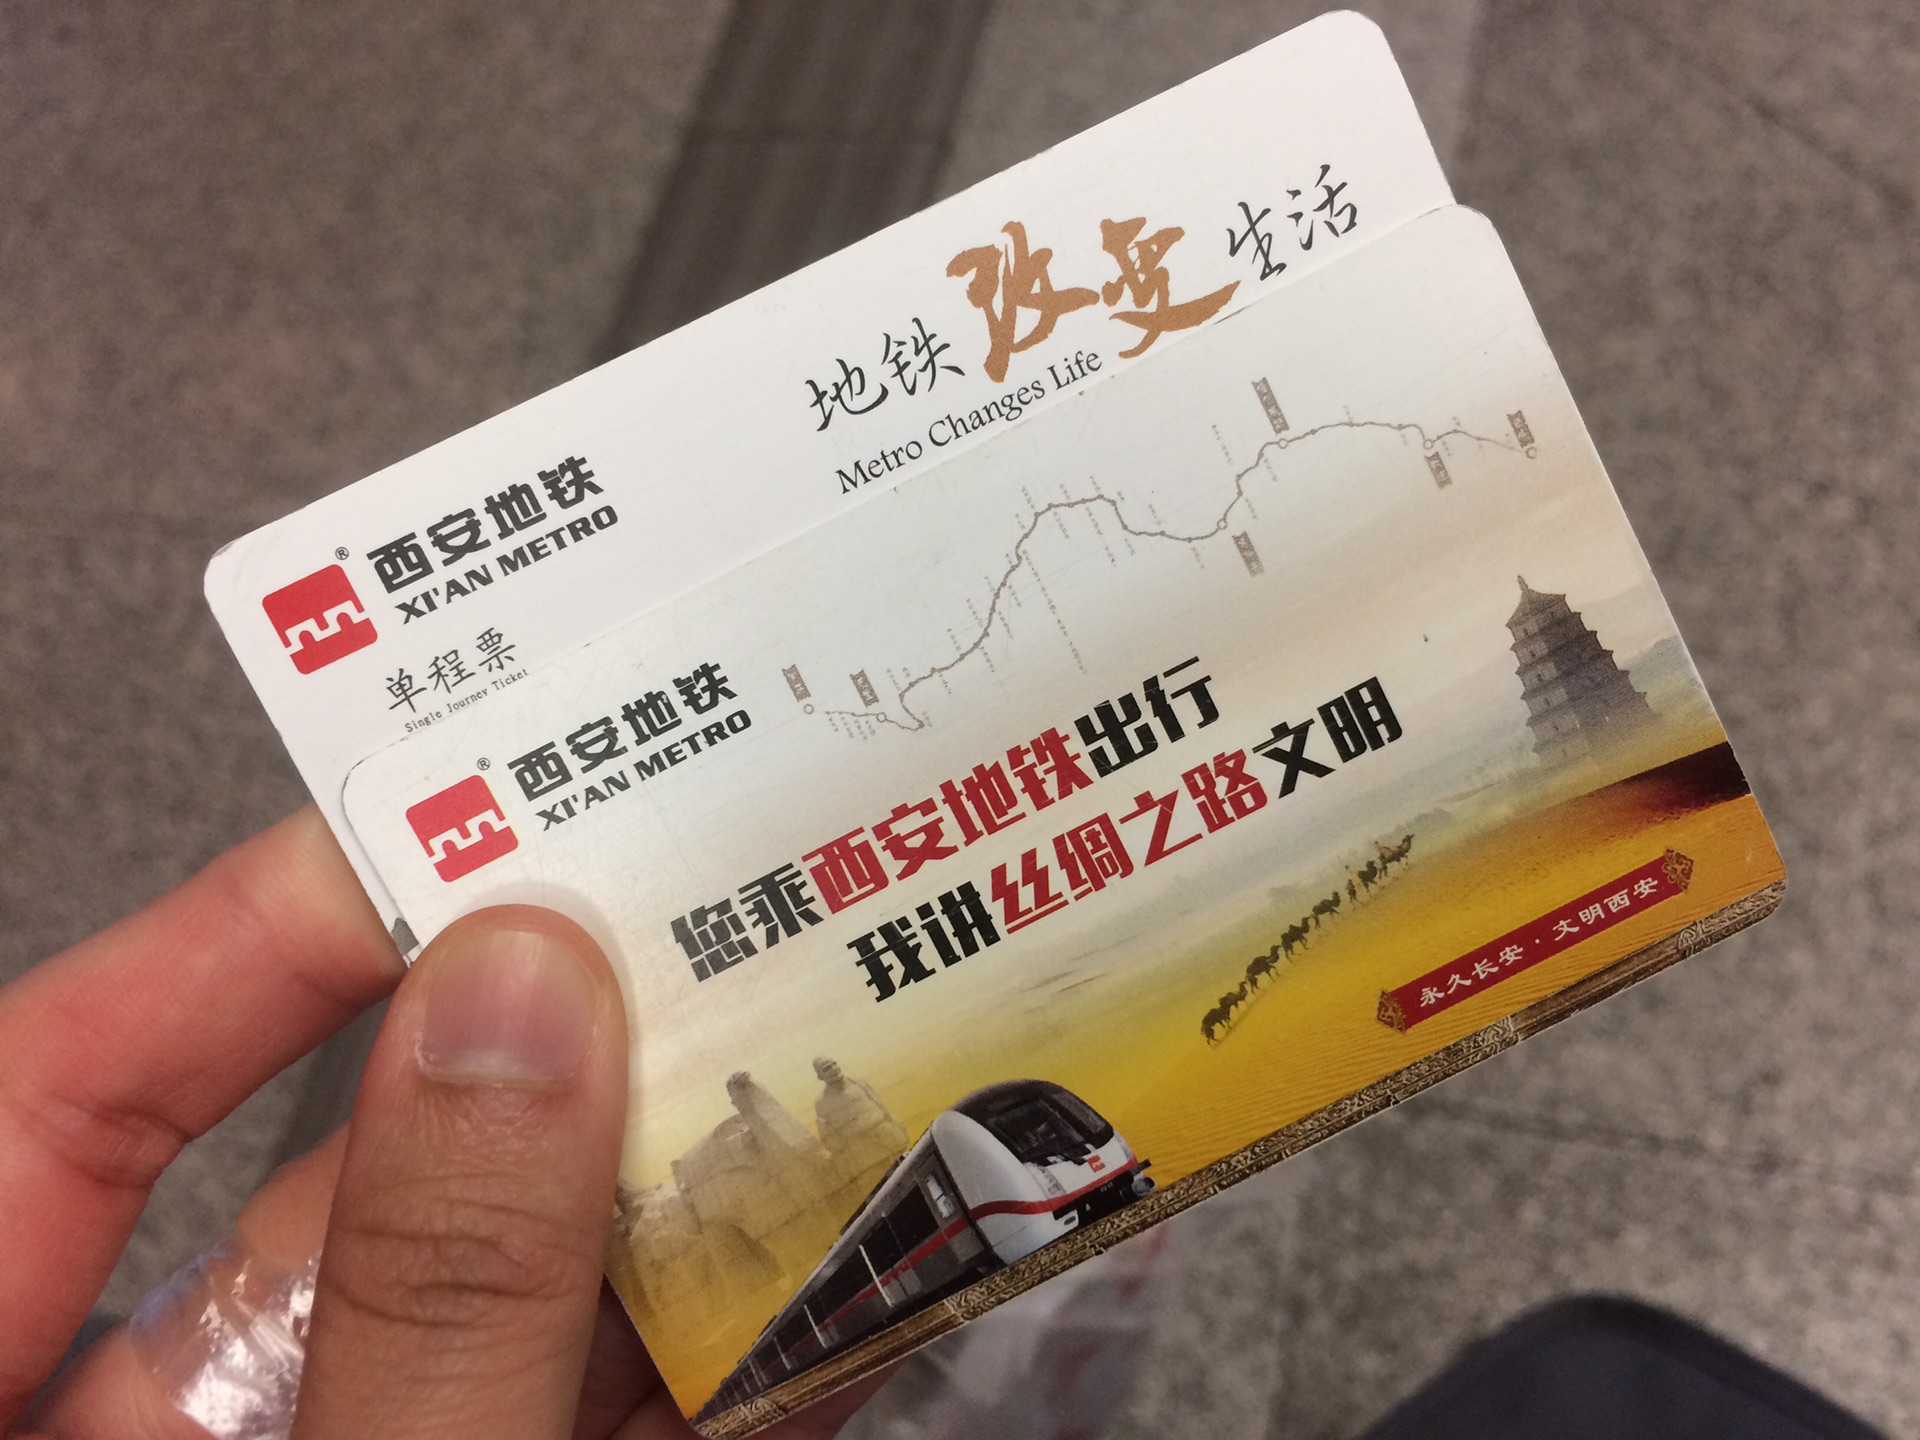 地铁改变生活
Metro Changes Life
西安地铁
XI'AN METRO
单程票
Single Journey Ticket
西安地铁
XI'AN METRO
您乘西安地铁出行
我讲丝绸之路文明
永久长安·文明西安